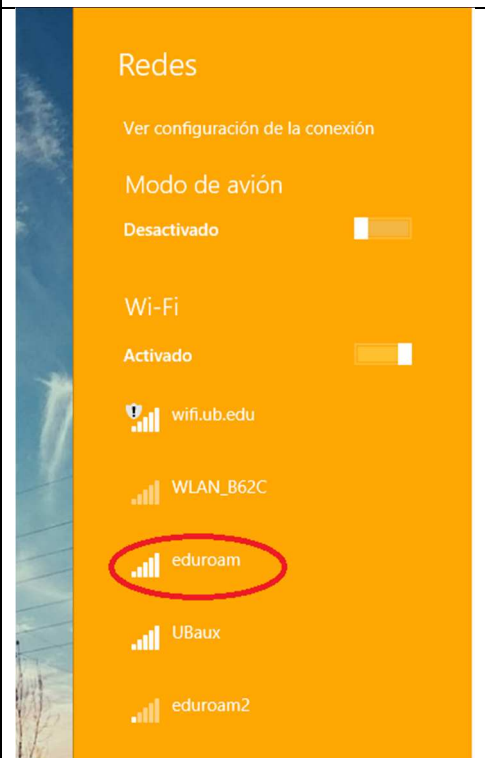 Redes
Ver configuración de la conexión
Modo de avión
Desactivado
Wi-Fi
Activado
wifi.ub.edu
WLAN_B62C
eduroam
UBaux
eduroam2